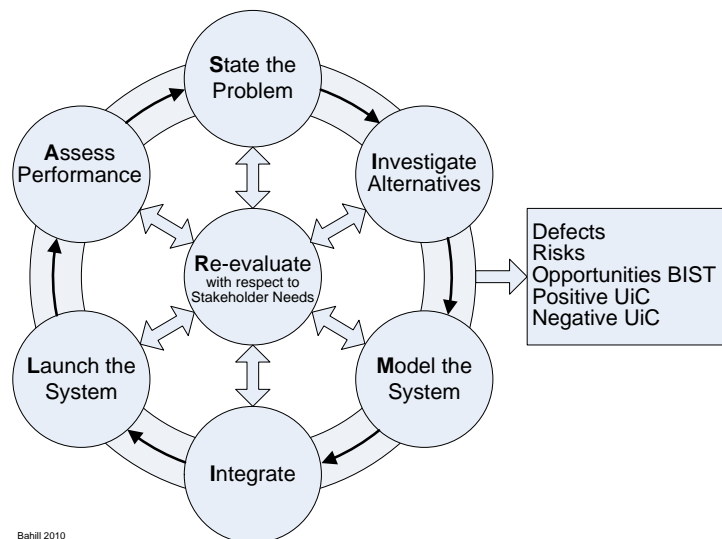 State the
Problem
Investigate
Alternatives
Model the
System
Integrate
Launch the
System
Assess
Performance
Re-evaluate
with respect to
Stakeholder Needs
Defects
Risks
Opportunities BIST
Positive UiC
Negative UiC
Bahill 2010